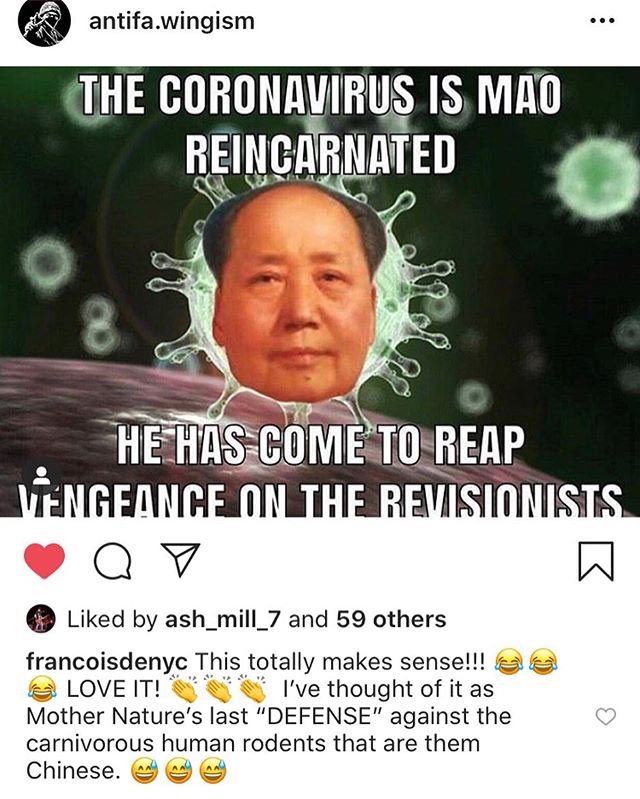 antifa.wingism
THE CORONAVIRUS IS MAO
REINCARNATED
HE HAS COME TO REAP
VENGEANCE ON THE REVISIONISTS
Liked by ash_mill_7 and 59 others
francoisdenyc This totally makes sense!!! 😂😂
😂 LOVE IT! 👏👏👏 I’ve thought of it as
Mother Nature’s last “DEFENSE” against the
carnivorous human rodents that are them
Chinese. 😅😅😅